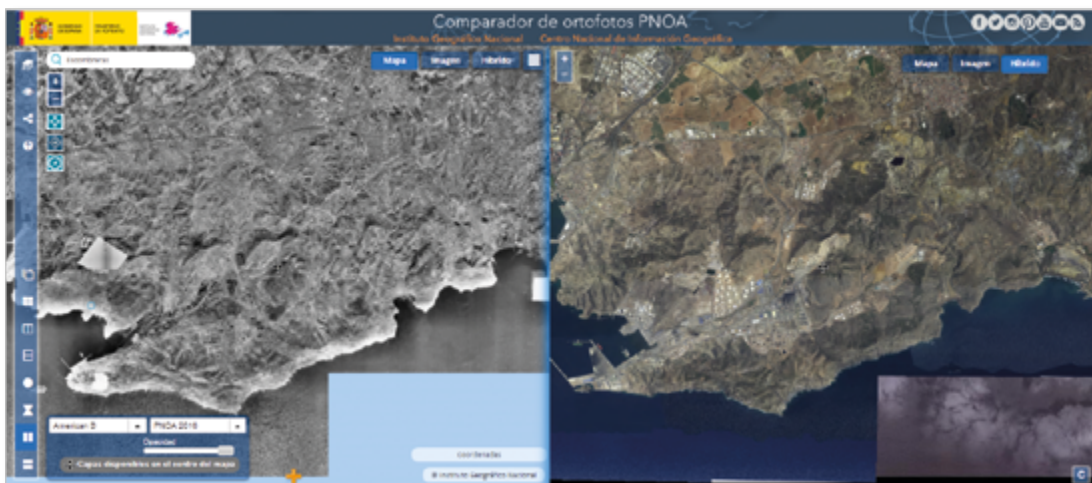 Comparador de ortofotos PNOA
Instituto Geográfico Nacional Centro Nacional de Información Geográfica
Mapa Imagen Híbrido
Mapa Imagen Híbrido
American B PNOA 2016
Opacidad
Capas disponibles en el centro del mapa
Coordenadas
© Instituto Geográfico Nacional